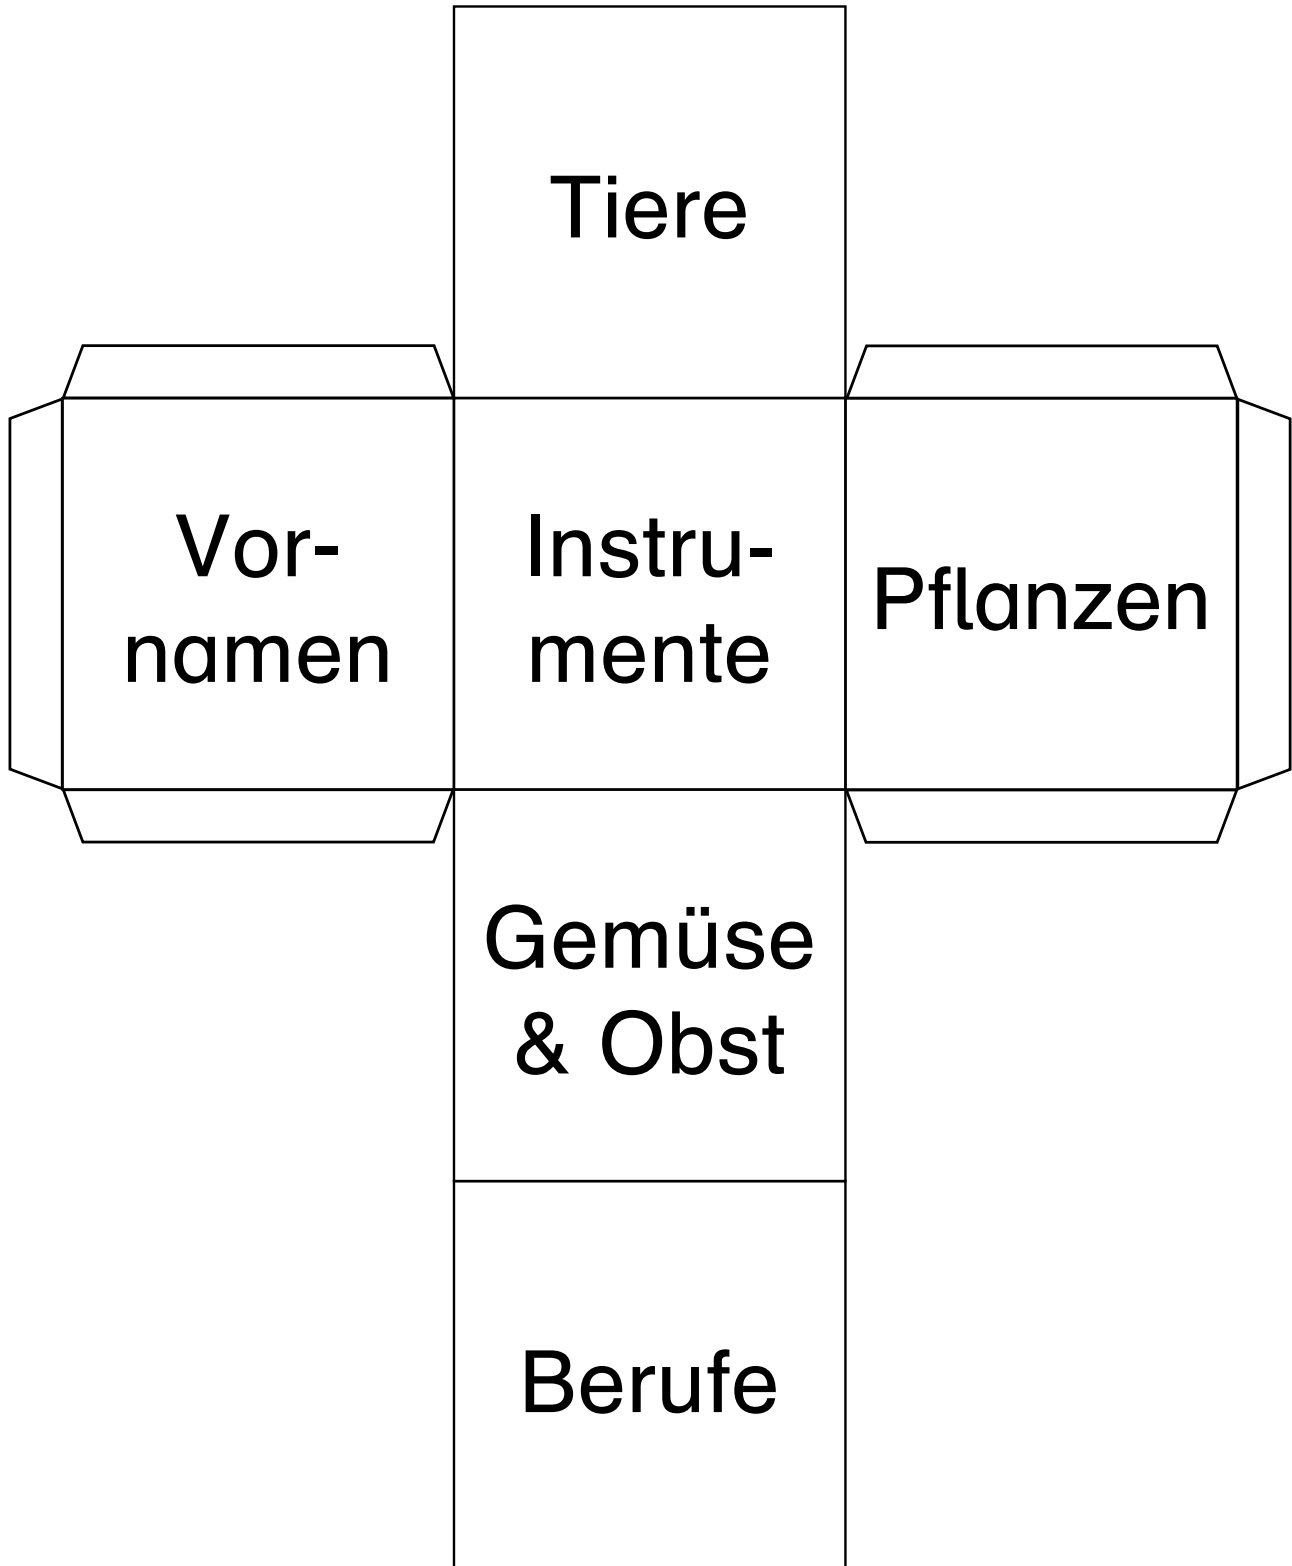 Tiere
Vor-
namen
Instru-
mente
Pflanzen
Gemüse
& Obst
Berufe